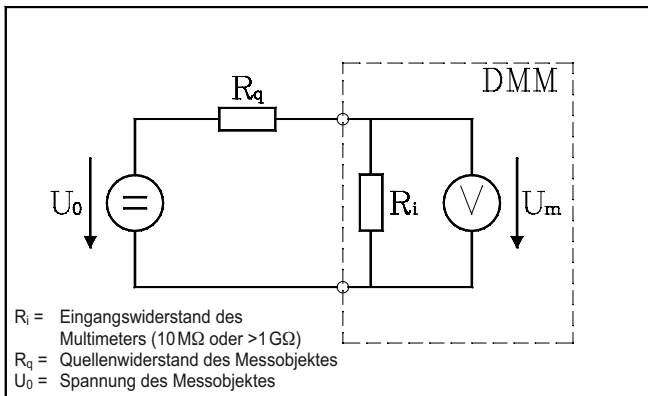 DMM
Rq
U₀
=
Ri
V
Um
Ri = Eingangswiderstand des
Multimeters (10 MΩ oder >1 GΩ)
Rq = Quellenwiderstand des Messobjektes
U₀ = Spannung des Messobjektes